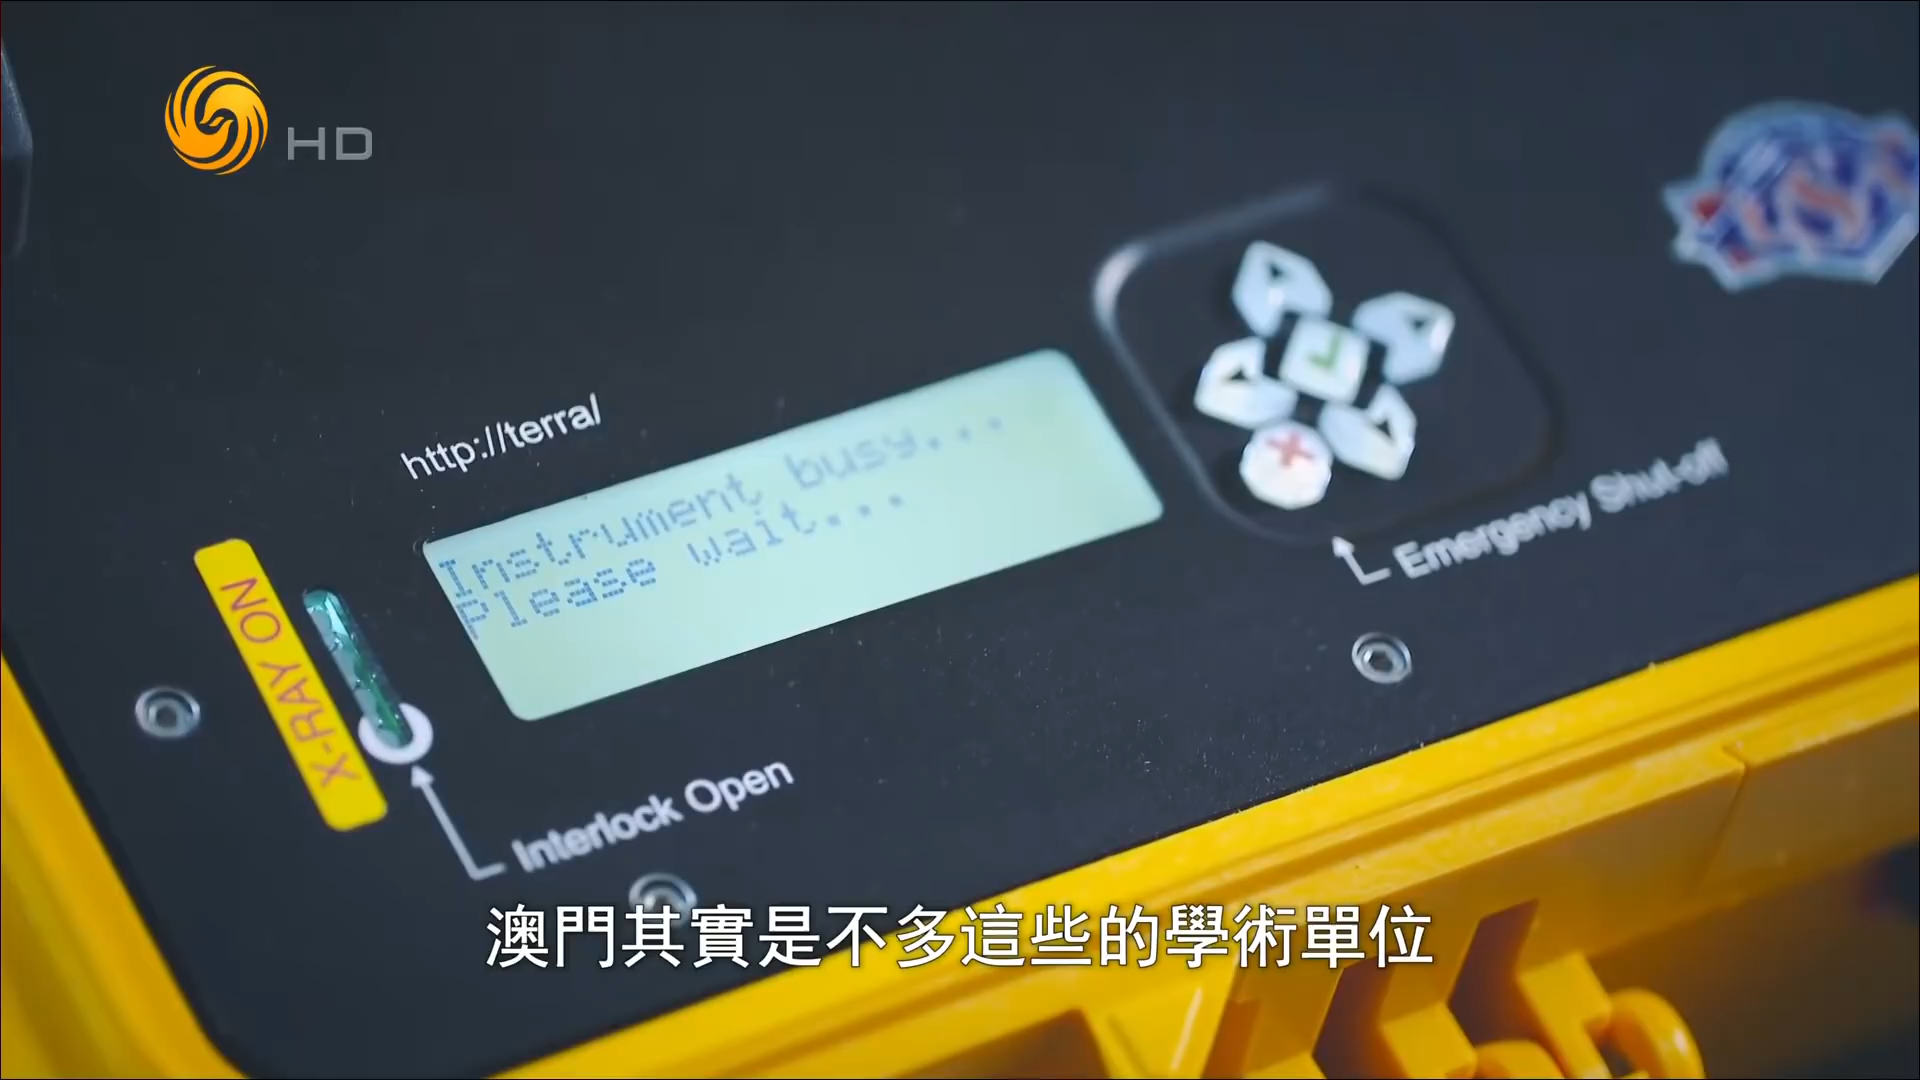 HD
http://terra/
Instrument busy...
Please wait...
X-RAY ON
Interlock Open
Emergency Shut-off
澳門其實是不多這些的學術單位